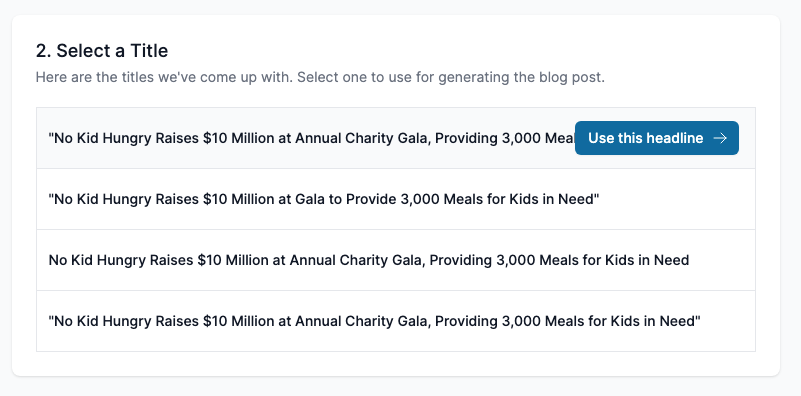 2. Select a Title
Here are the titles we've come up with. Select one to use for generating the blog post.
"No Kid Hungry Raises $10 Million at Annual Charity Gala, Providing 3,000 Use this headline →
"No Kid Hungry Raises $10 Million at Gala to Provide 3,000 Meals for Kids in Need"
No Kid Hungry Raises $10 Million at Annual Charity Gala, Providing 3,000 Meals for Kids in Need
"No Kid Hungry Raises $10 Million at Annual Charity Gala, Providing 3,000 Meals for Kids in Need"